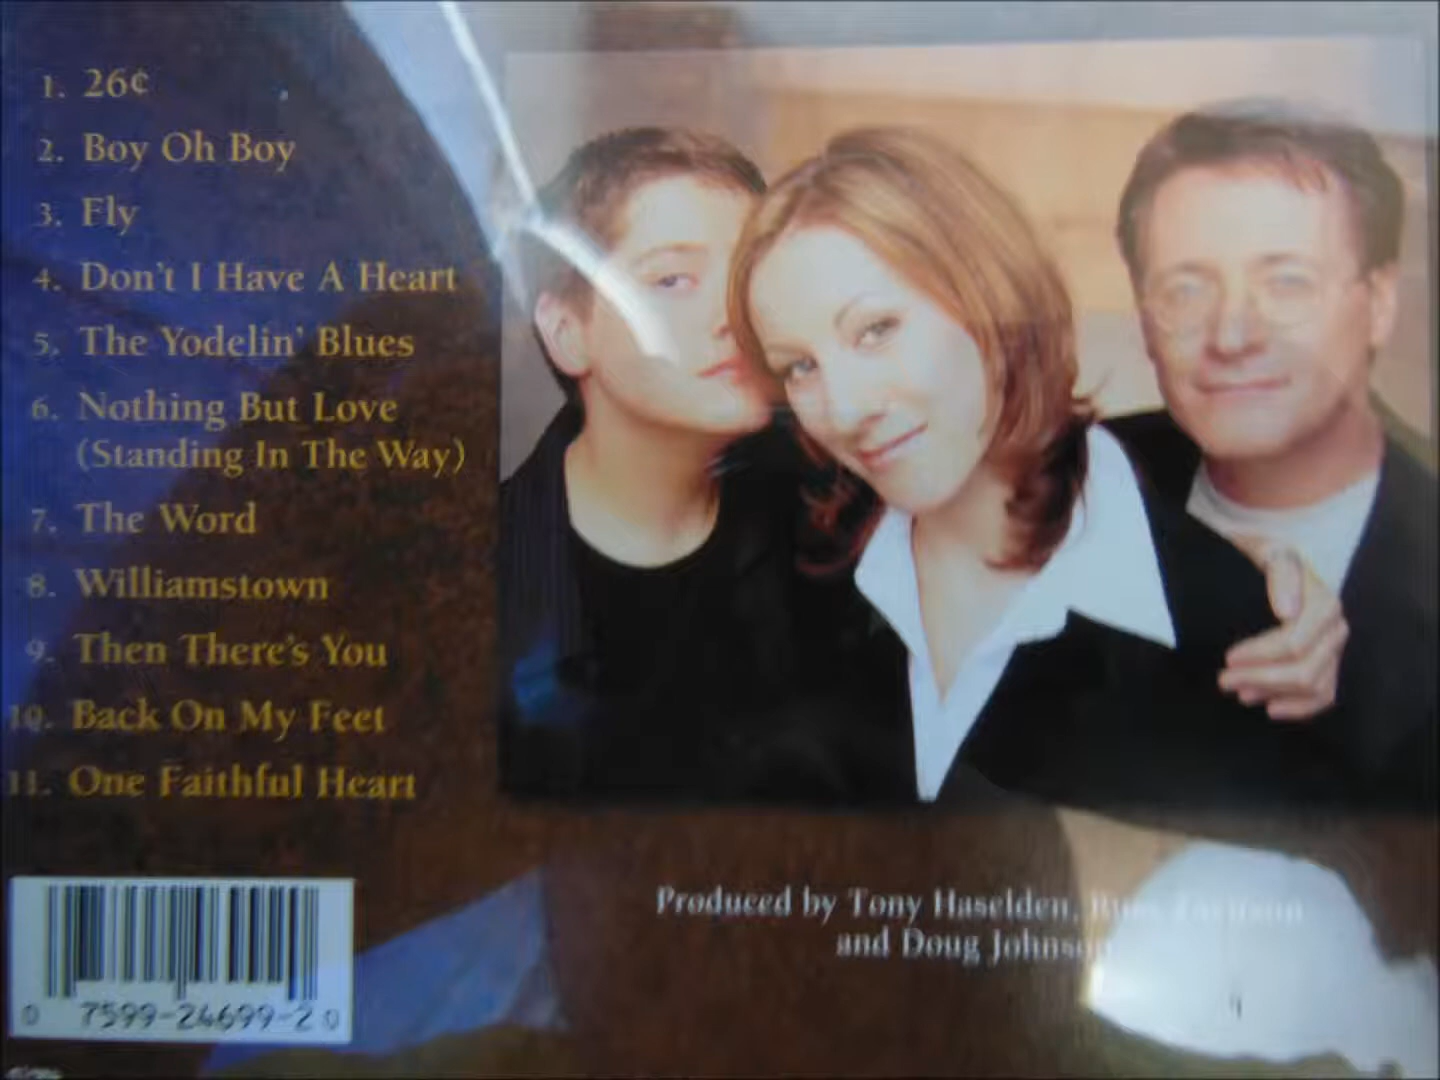 1. 26¢
2. Boy Oh Boy
3. Fly
4. Don't I Have A Heart
5. The Yodelin' Blues
6. Nothing But Love
(Standing In The Way)
7. The Word
8. Williamstown
9. Then There's You
10. Back On My Feet
11. One Faithful Heart
Produced by Tony Haselden,
and Doug Johnson
0 7599-24699-2 0